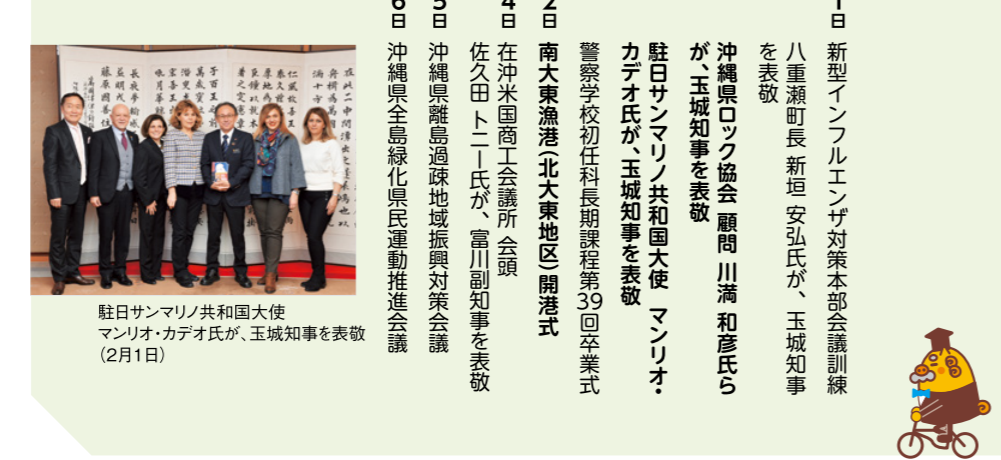 1日
新型インフルエンザ対策本部会議訓練
八重瀬町長 新垣 安弘氏が、玉城知事
を表敬
沖縄県ロック協会 顧問 川満 和彦氏ら
が、玉城知事を表敬
駐日サンマリノ共和国大使 マンリオ・
カデオ氏が、玉城知事を表敬
警察学校初任科長期課程第39回卒業式
2日
南大東漁港(北大東地区)開港式
4日
在沖米国商工会議所 会頭
佐久田 トニー氏が、富川副知事を表敬
5日
沖縄県離島過疎地域振興対策会議
6日
沖縄県全島緑化県民運動推進会議
駐日サンマリノ共和国大使
マンリオ・カデオ氏が、玉城知事を表敬
(2月1日)